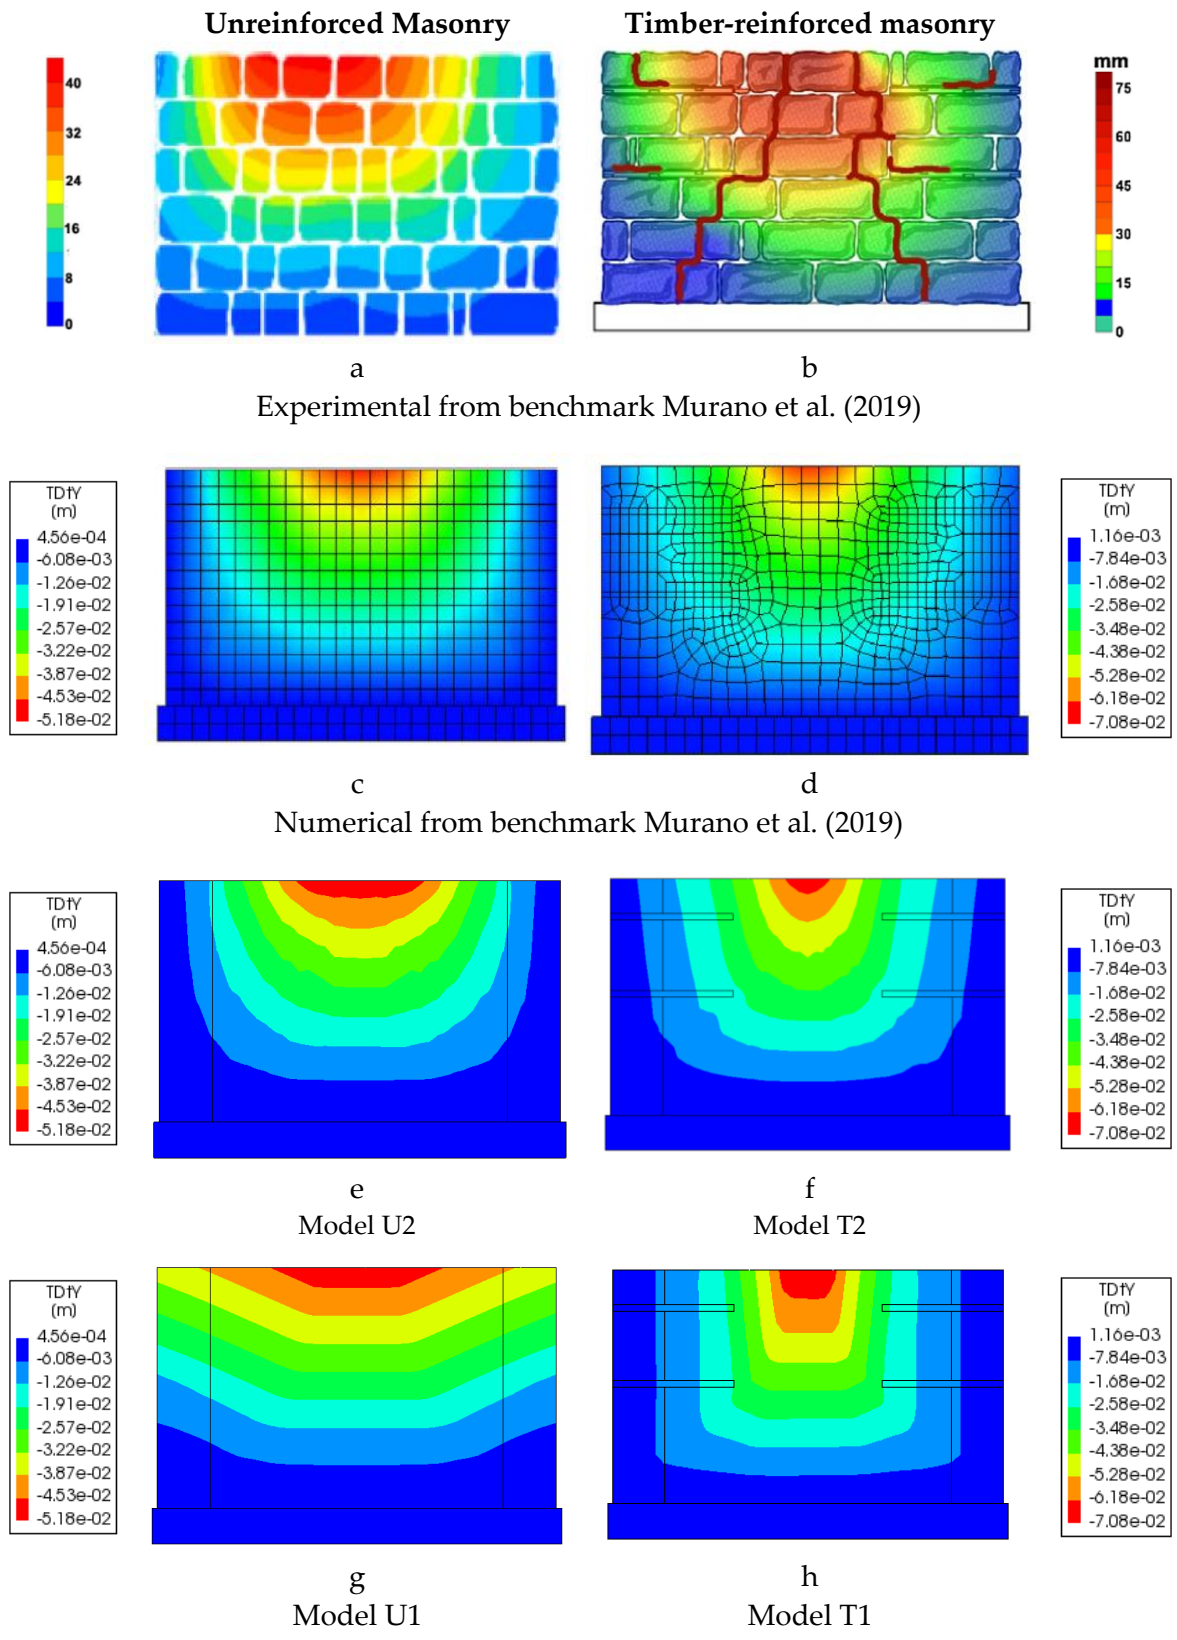 Unreinforced Masonry
Timber-reinforced masonry
40
32
24
16
8
0
mm
75
60
45
30
15
0
a
b
Experimental from benchmark Murano et al. (2019)
TDtY
(m)
4.56e-04
-6.08e-03
-1.26e-02
-1.91e-02
-2.57e-02
-3.22e-02
-3.87e-02
-4.53e-02
-5.18e-02
TDtY
(m)
1.16e-03
-7.84e-03
-1.68e-02
-2.58e-02
-3.48e-02
-4.38e-02
-5.28e-02
-6.18e-02
-7.08e-02
c
d
Numerical from benchmark Murano et al. (2019)
TDtY
(m)
4.56e-04
-6.08e-03
-1.26e-02
-1.91e-02
-2.57e-02
-3.22e-02
-3.87e-02
-4.53e-02
-5.18e-02
TDtY
(m)
1.16e-03
-7.84e-03
-1.68e-02
-2.58e-02
-3.48e-02
-4.38e-02
-5.28e-02
-6.18e-02
-7.08e-02
e
f
Model U2
Model T2
TDtY
(m)
4.56e-04
-6.08e-03
-1.26e-02
-1.91e-02
-2.57e-02
-3.22e-02
-3.87e-02
-4.53e-02
-5.18e-02
TDtY
(m)
1.16e-03
-7.84e-03
-1.68e-02
-2.58e-02
-3.48e-02
-4.38e-02
-5.28e-02
-6.18e-02
-7.08e-02
g
h
Model U1
Model T1